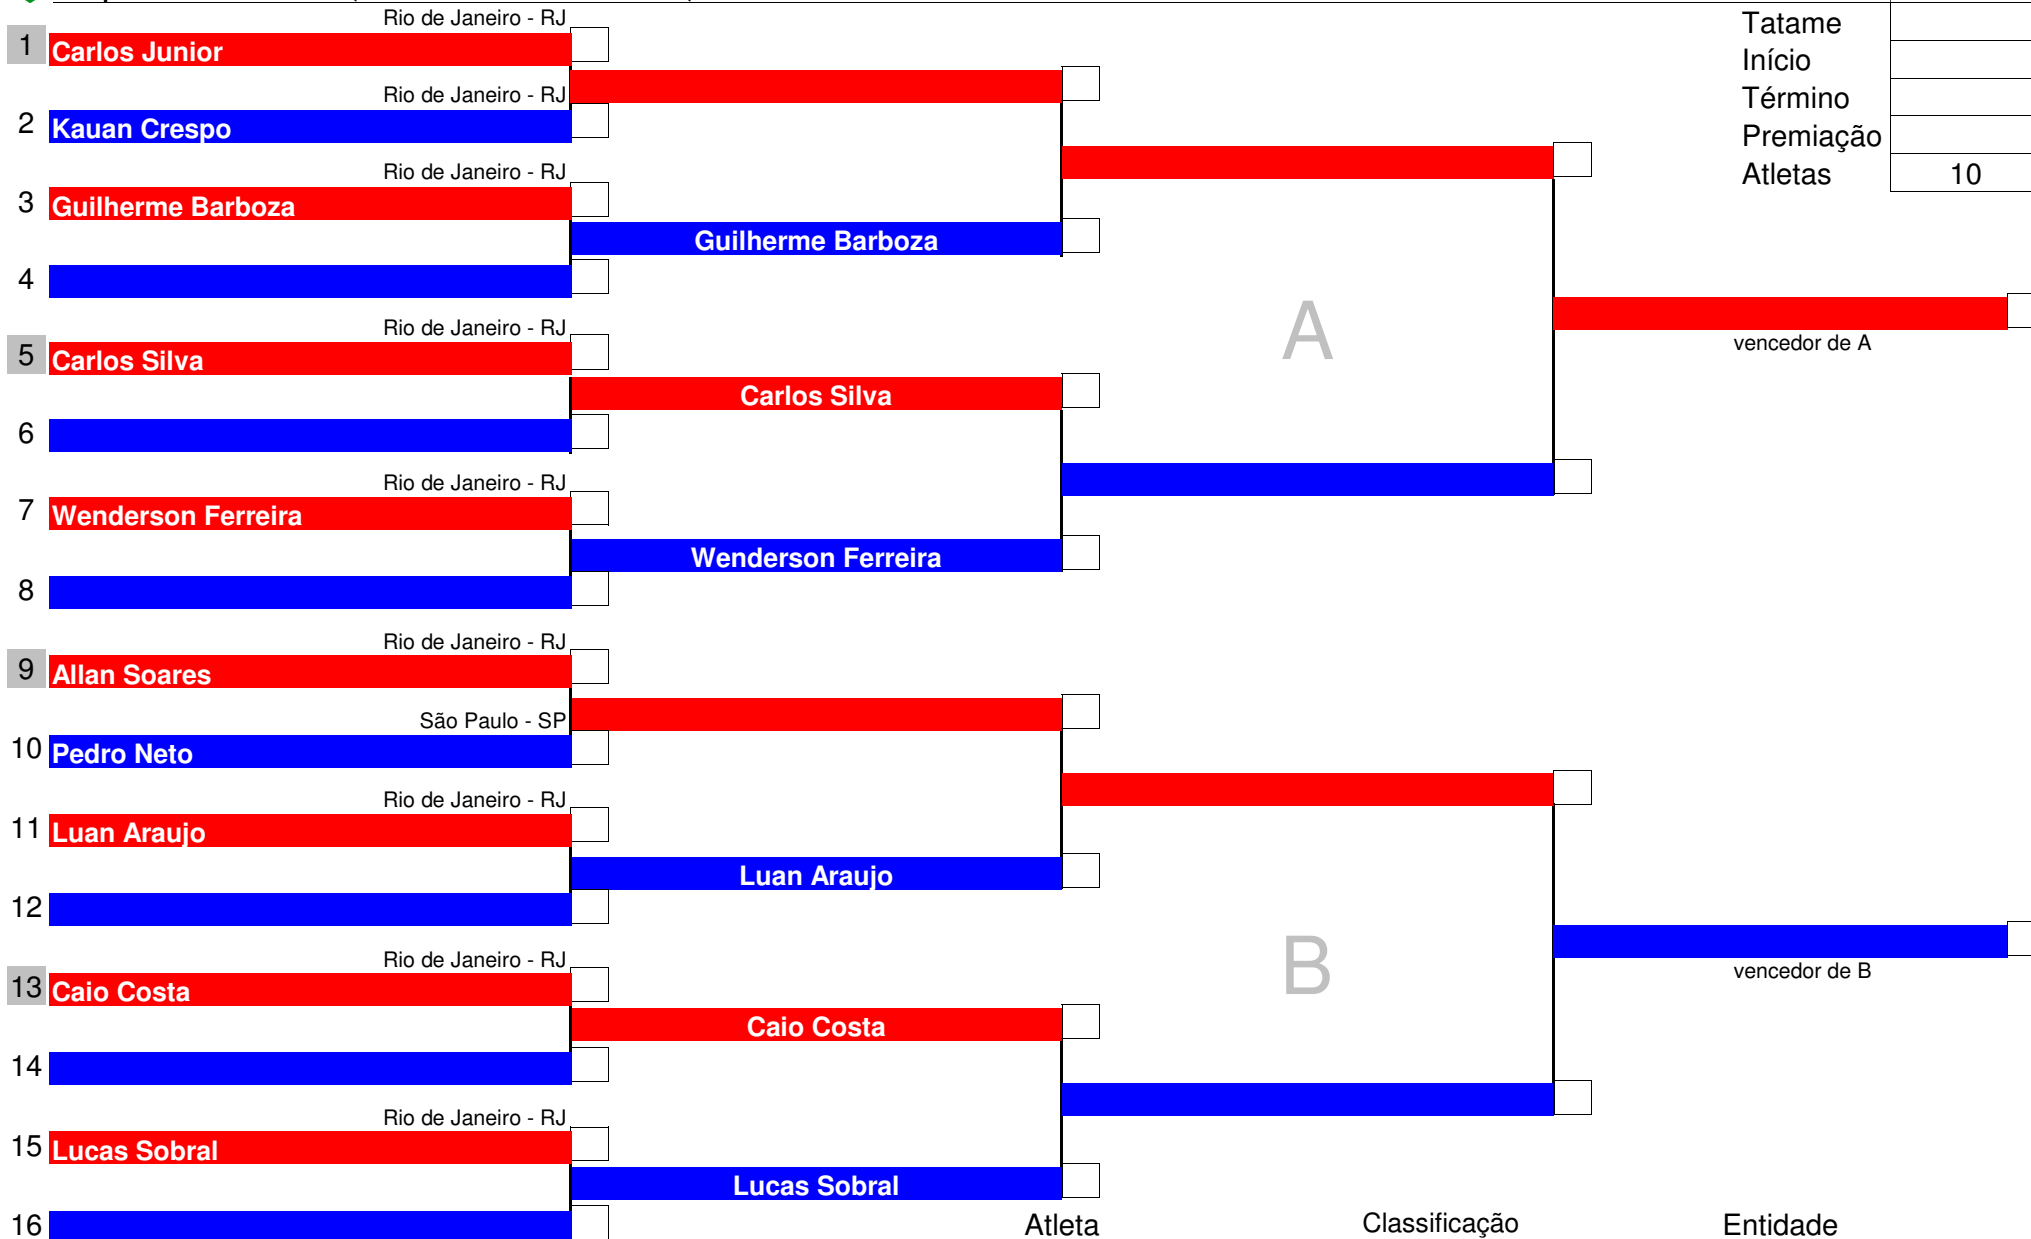 Rio de Janeiro - RJ
1 Carlos Junior
Rio de Janeiro - RJ
2 Kauan Crespo
Rio de Janeiro - RJ
3 Guilherme Barboza
Guilherme Barboza
4
Rio de Janeiro - RJ
5 Carlos Silva
Carlos Silva
6
Rio de Janeiro - RJ
7 Wenderson Ferreira
Wenderson Ferreira
8
Rio de Janeiro - RJ
9 Allan Soares
São Paulo - SP
10 Pedro Neto
Rio de Janeiro - RJ
11 Luan Araujo
Luan Araujo
12
Rio de Janeiro - RJ
13 Caio Costa
Caio Costa
14
Rio de Janeiro - RJ
15 Lucas Sobral
Lucas Sobral
16
A
B
Tatame
Início
Término
Premiação
Atletas 10
vencedor de A
vencedor de B
Atleta Classificação Entidade